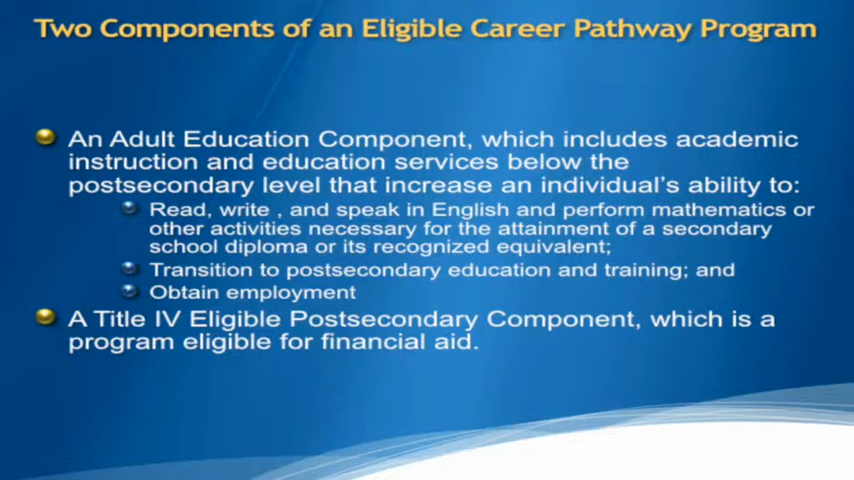 Two Components of an Eligible Career Pathway Program
An Adult Education Component, which includes academic
instruction and education services below the
postsecondary level that increase an individual's ability to:
Read, write , and speak in English and perform mathematics or
other activities necessary for the attainment of a secondary
school diploma or its recognized equivalent;
Transition to postsecondary education and training; and
Obtain employment
A Title IV Eligible Postsecondary Component, which is a
program eligible for financial aid.